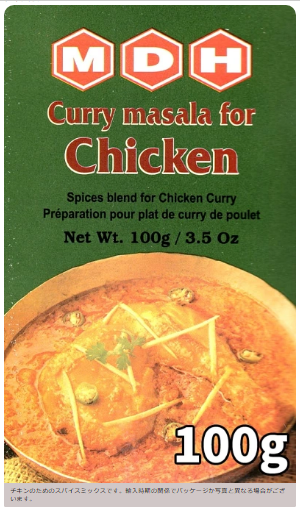 MDH
Curry masala for
Chicken
Spices blend for Chicken Curry
Préparation pour plat de curry de poulet
Net Wt. 100g / 3.5 Oz
100g
チキンのためのスパイスミックスです。輸入時期の関係でパッケージが写真と異なる場合がござ
います。